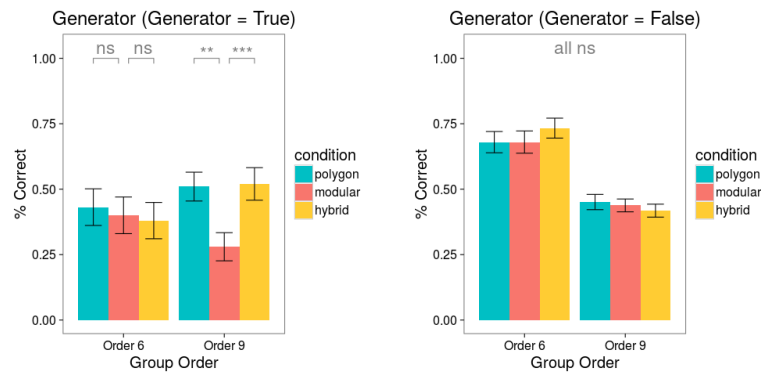 Generator (Generator = True)
ns ns ** ***
1.00
0.75
0.50
0.25
0.00
% Correct
Order 6 Order 9
Group Order
condition
polygon
modular
hybrid
Generator (Generator = False)
all ns
1.00
0.75
0.50
0.25
0.00
% Correct
Order 6 Order 9
Group Order
condition
polygon
modular
hybrid